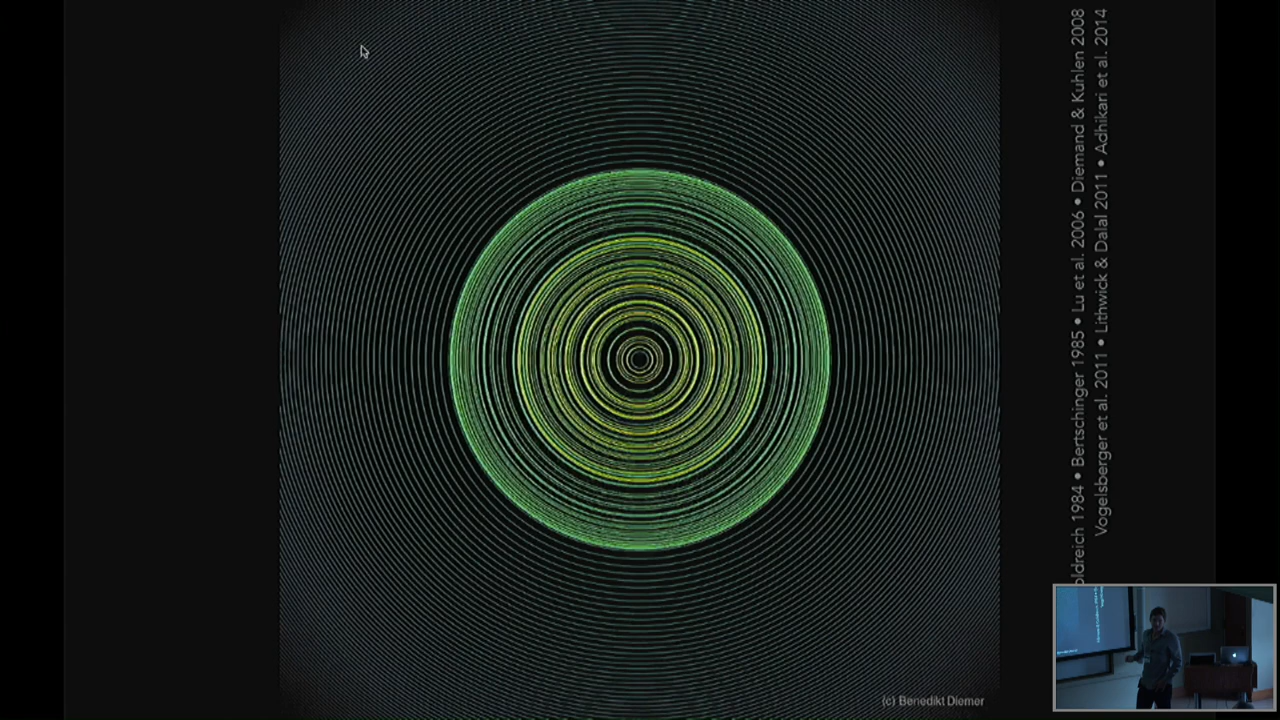 oldreich 1984 • Bertschinger 1985 • Lu et al. 2006 • Diemand & Kuhlen 2008
Vogelsberger et al. 2011 • Lithwick & Dalal 2011 • Adhikari et al. 2014
(c) Benedikt Diemer